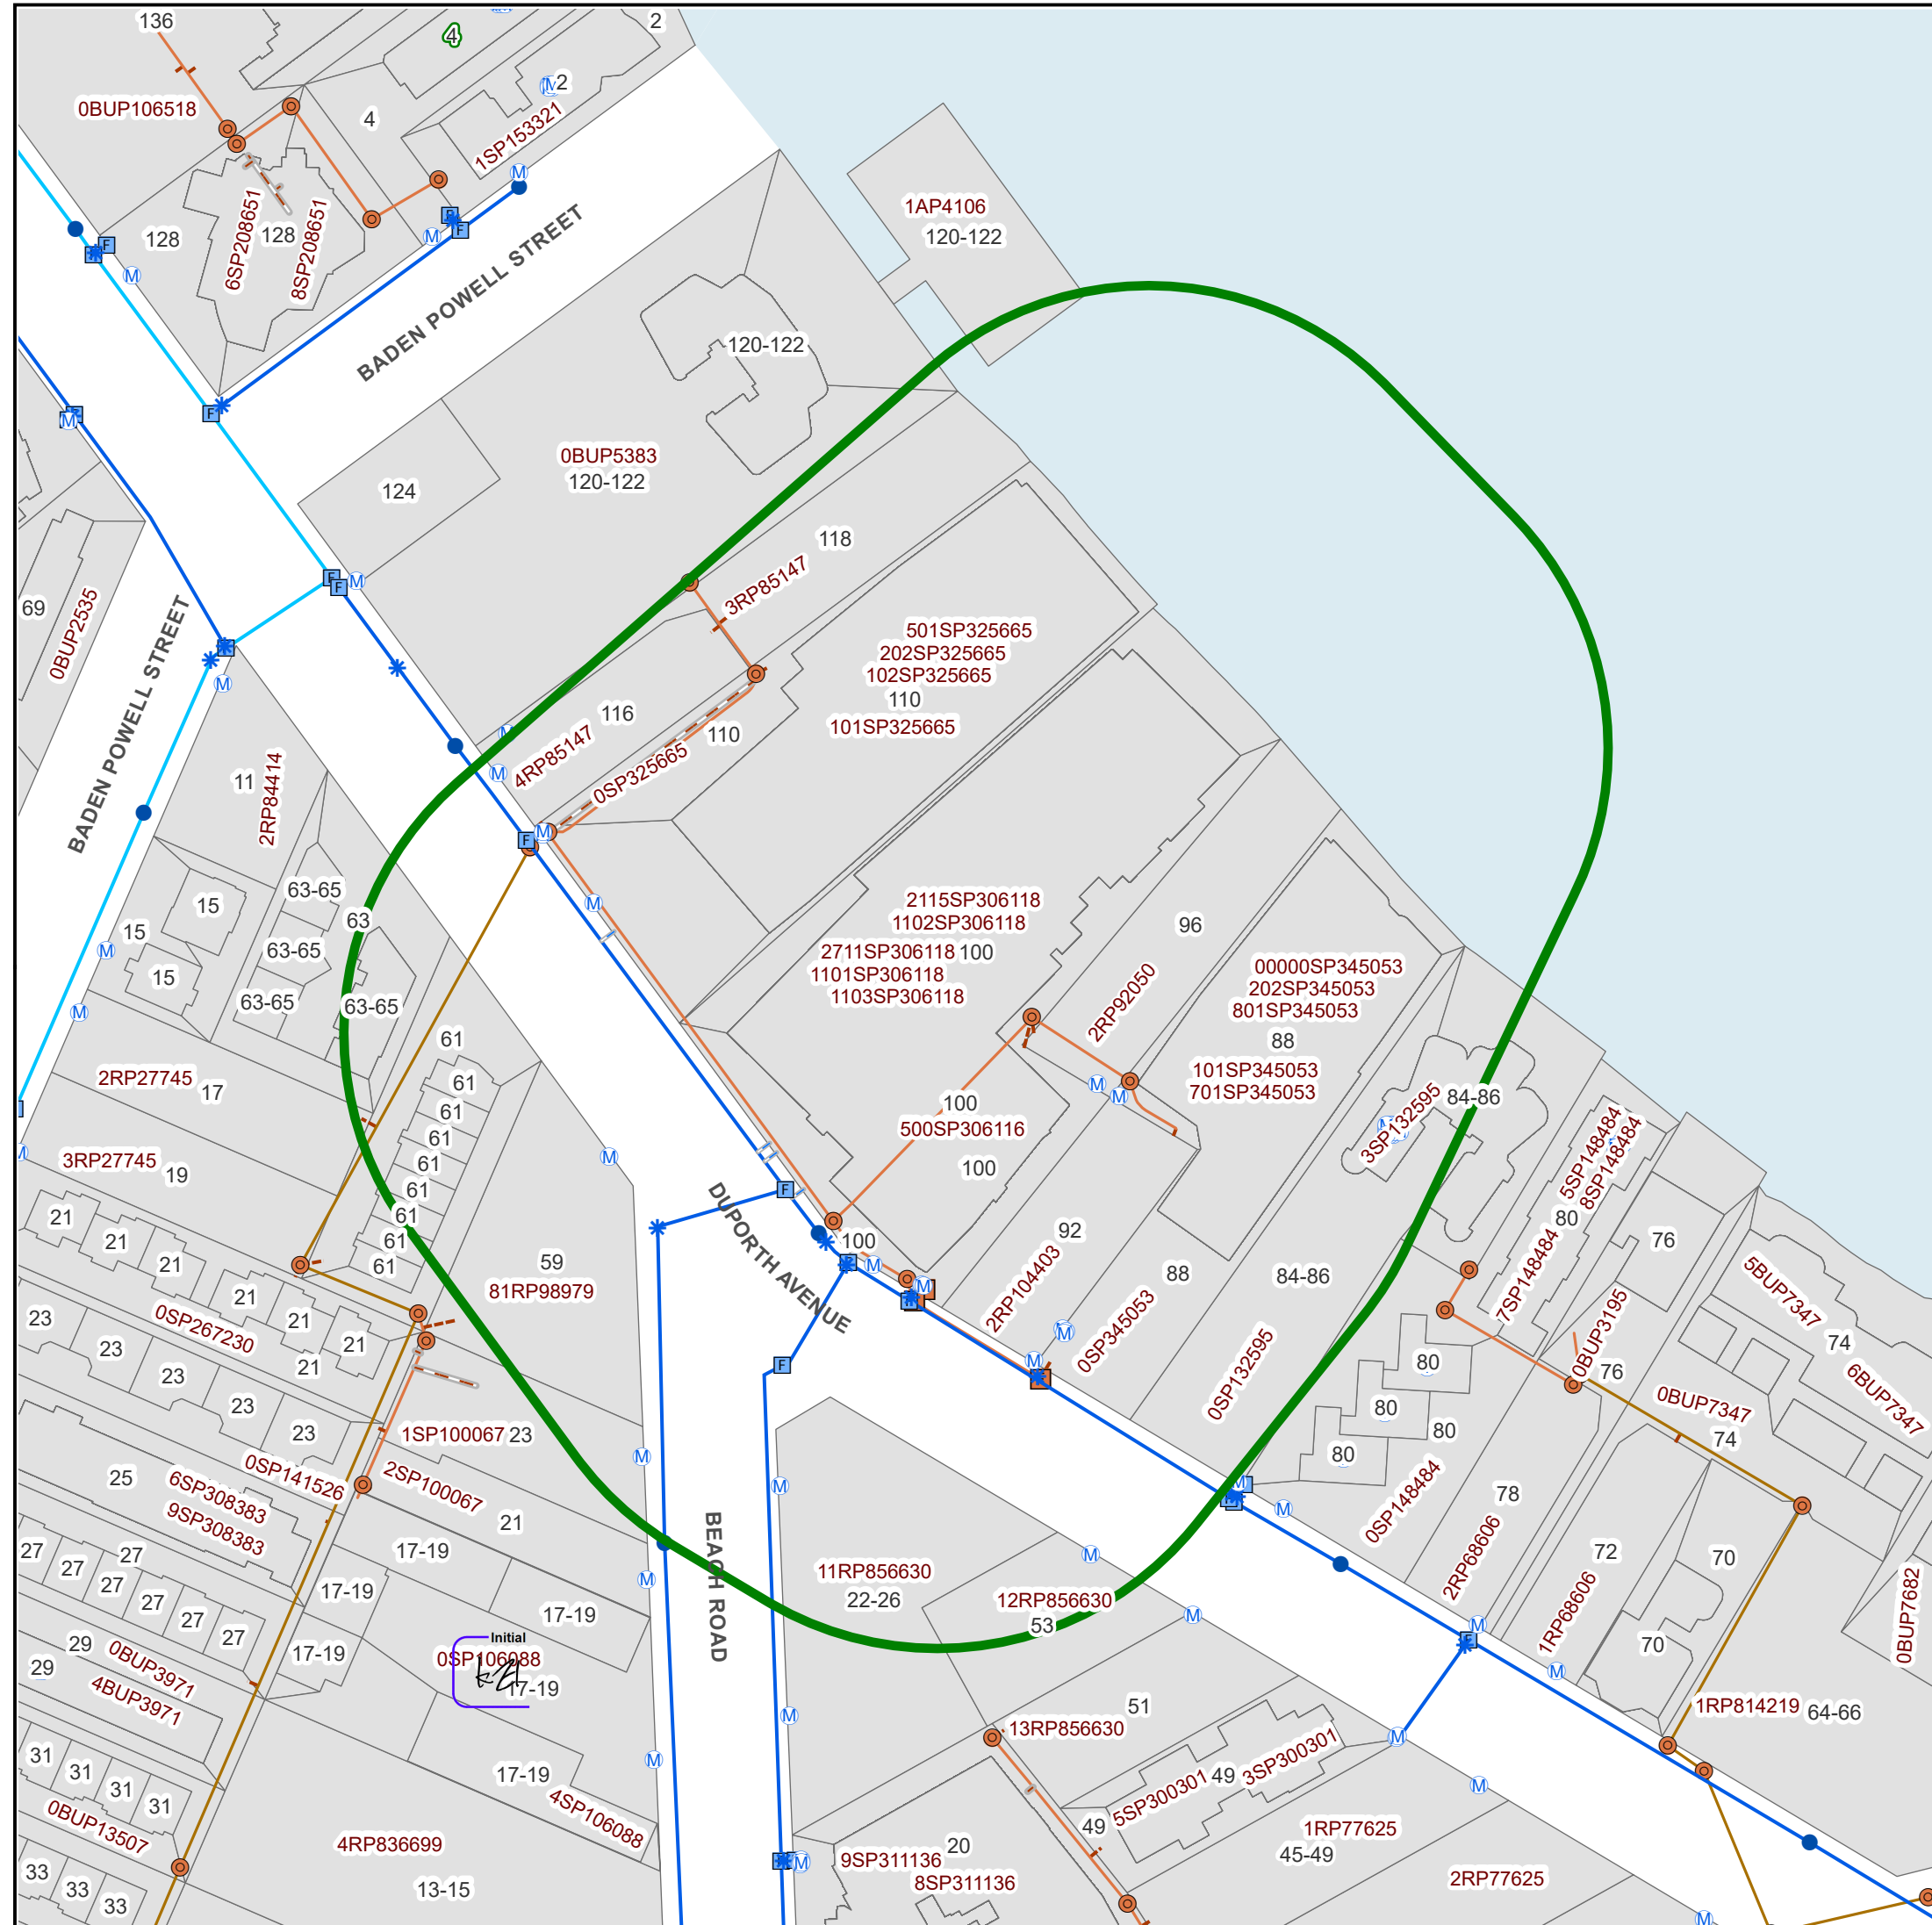 136
2
4
M2
0BUP106518
4
1SP153321
M
128
6SP208651
128
8SP208651
F
F
F
M
M
1AP4106
120-122
BADEN POWELL STREET
120-122
M
F
0BUP5383
120-122
124
118
3RP85147
F
F
M
69
0BUP2535
BADEN POWELL STREET
M
501SP325665
202SP325665
102SP325665
110
101SP325665
116
M
110
4RP85147
M
0SP325665
11
2RP84414
F
M
63-65
15
63
M
15
M
63-65
15
63-65
63-65
M
2115SP306118
1102SP306118
2711SP306118 100
1101SP306118
1103SP306118
96
2RP92050
00000SP345053
202SP345053
801SP345053
88
101SP345053
701SP345053
61
2RP27745 17
61
61
61
61
61
61
61
61
M
M
100
500SP306116
100
M
3SP132595
84-86
5SP148484
8SP148484
3RP27745
19
M
M
F
DUPORTH AVENUE
100
M
M
21
21
21
21
21
21
21
59
81RP98979
92
2RP104403
88
84-86
80
7SP148484
76
5BUP7347
74
6BUP7347
0SP267230
23
23
23
23
23
F
M
M
0SP345053
0SP132595
80
80
80
80
0BUP3195
76
0BUP7347
74
1SP100067 23
0SP141526
2SP100067
25
6SP308383
9SP308383
21
M
M
BEACH ROAD
M
M
0SP148484
78
2RP68606
72
70
1RP68606
70
0BUP7682
27
27
27
27
27
27
27
17-19
17-19
17-19
17-19
M
11RP856630
22-26
M
12RP856630
53
M
M
F
M
29
29
0BUP3971
4BUP3971
Initial
0SP106088
17-19
M
M
51
13RP856630
M
1RP814219 64-66
31
31
31
31
0BUP13507
17-19
4SP106088
5SP300301 49 3SP300301
M
4RP836699
49
1RP77625
45-49
33
33
33
13-15
M
9SP311136
20
8SP311136
2RP77625
M